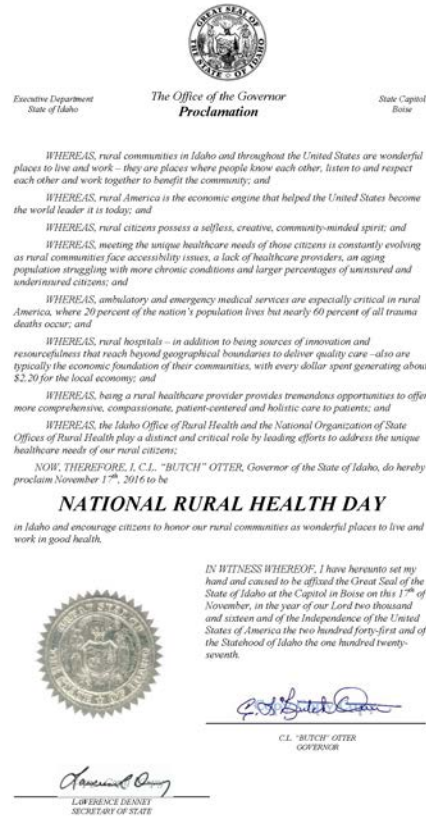 GREAT SEAL OF
THE STATE OF IDAHO
Executive Department
State of Idaho
The Office of the Governor
Proclamation
State Capitol
Boise
WHEREAS, rural communities in Idaho and throughout the United States are wonderful
places to live and work – they are places where people know each other, listen to and respect
each other and work together to benefit the community; and
WHEREAS, rural America is the economic engine that helped the United States become
the world leader it is today; and
WHEREAS, rural citizens possess a selfless, creative, community-minded spirit; and
WHEREAS, meeting the unique healthcare needs of those citizens is constantly evolving
as rural communities face accessibility issues, a lack of healthcare providers, an aging
population struggling with more chronic conditions and larger percentages of uninsured and
underinsured citizens; and
WHEREAS, ambulatory and emergency medical services are especially critical in rural
America, where 20 percent of the nation's population lives but nearly 60 percent of all trauma
deaths occur; and
WHEREAS, rural hospitals – in addition to being sources of innovation and
resourcefulness that reach beyond geographical boundaries to deliver quality care –also are
typically the economic foundation of their communities, with every dollar spent generating about
$2.20 for the local economy; and
WHEREAS, being a rural healthcare provider provides tremendous opportunities to offer
more comprehensive, compassionate, patient-centered and holistic care to patients; and
WHEREAS, the Idaho Office of Rural Health and the National Organization of State
Offices of Rural Health play a distinct and critical role by leading efforts to address the unique
healthcare needs of our rural citizens;
NOW, THEREFORE, I, C.L. "BUTCH" OTTER, Governor of the State of Idaho, do hereby
proclaim November 17th, 2016 to be
NATIONAL RURAL HEALTH DAY
in Idaho and encourage citizens to honor our rural communities as wonderful places to live and
work in good health.
IN WITNESS WHEREOF, I have hereunto set my
hand and caused to be affixed the Great Seal of the
State of Idaho at the Capitol in Boise on this 17th of
November, in the year of our Lord two thousand
and sixteen and of the Independence of the United
States of America the two hundred forty-first and of
the Statehood of Idaho the one hundred twenty-
seventh.
C.L. "BUTCH" OTTER
GOVERNOR
LAWERENCE DENNEY
SECRETARY OF STATE